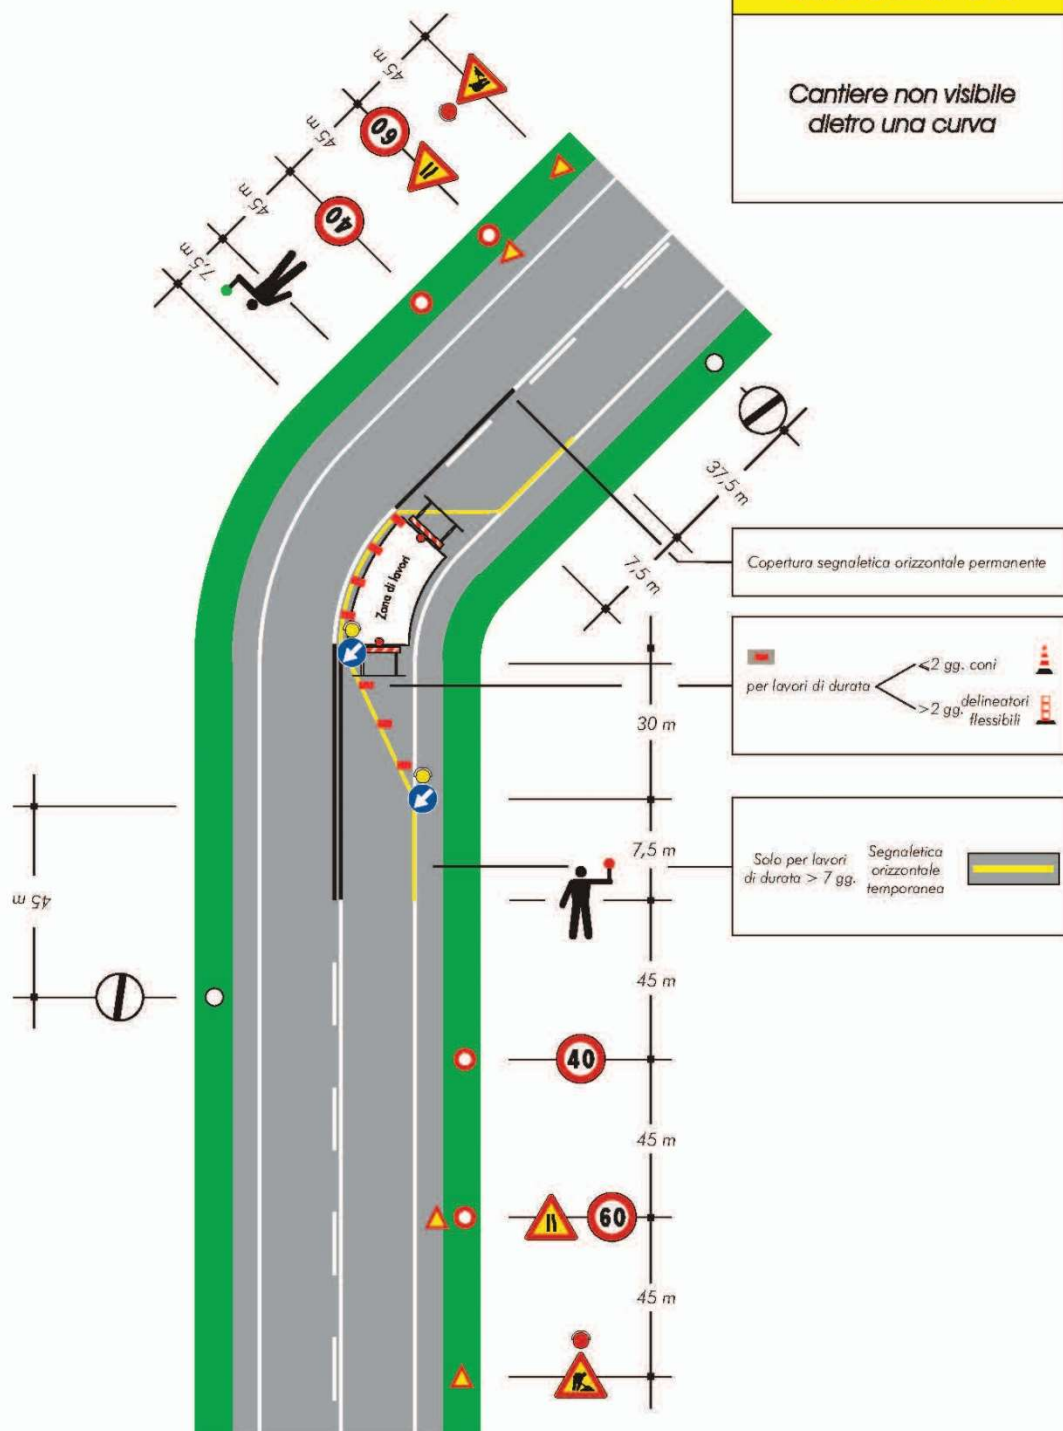 Cantiere non visibile
dietro una curva
45 m
45 m
60
45 m
40
7,5 m
37,5 m
7,5 m
Copertura segnaletica orizzontale permanente
Zona di lavori
per lavori di durata
⩽2 gg. coni
>2 gg. delineatori
flessibili
30 m
7,5 m
Solo per lavori
di durata > 7 gg.
Segnaletica
orizzontale
temporanea
45 m
45 m
40
45 m
60
45 m